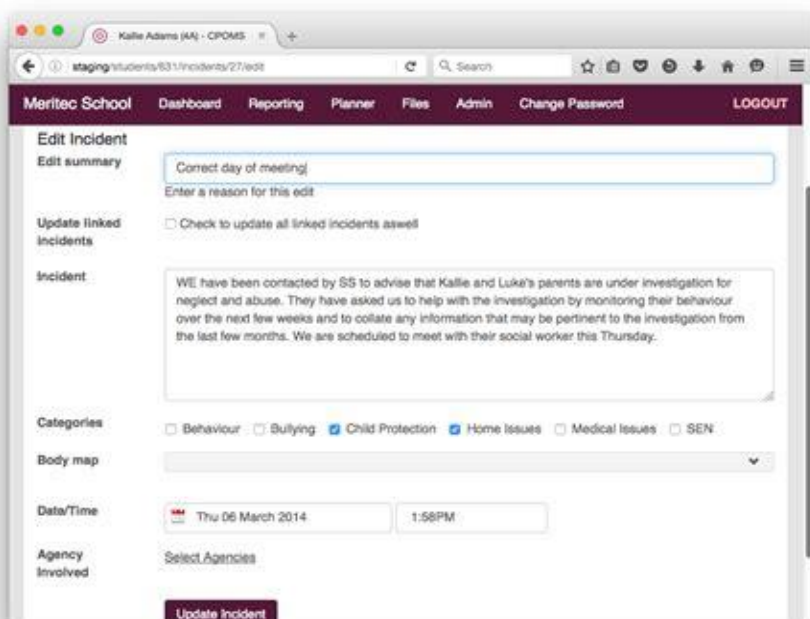 Kallie Adams (4A) - CPOMS
staging/students/831/incidents/27/edit
Search
Meritec School Dashboard Reporting Planner Files Admin Change Password LOGOUT
Edit Incident
Edit summary
Correct day of meeting
Enter a reason for this edit
Update linked incidents
Check to update all linked incidents aswell
Incident
WE have been contacted by SS to advise that Kallie and Luke's parents are under investigation for
neglect and abuse. They have asked us to help with the investigation by monitoring their behaviour
over the next few weeks and to collate any information that may be pertinent to the investigation from
the last few months. We are scheduled to meet with their social worker this Thursday.
Categories
Behaviour Bullying Child Protection Home Issues Medical Issues SEN
Body map
Date/Time
Thu 06 March 2014 1:58PM
Agency
Involved
Select Agencies
Update Incident